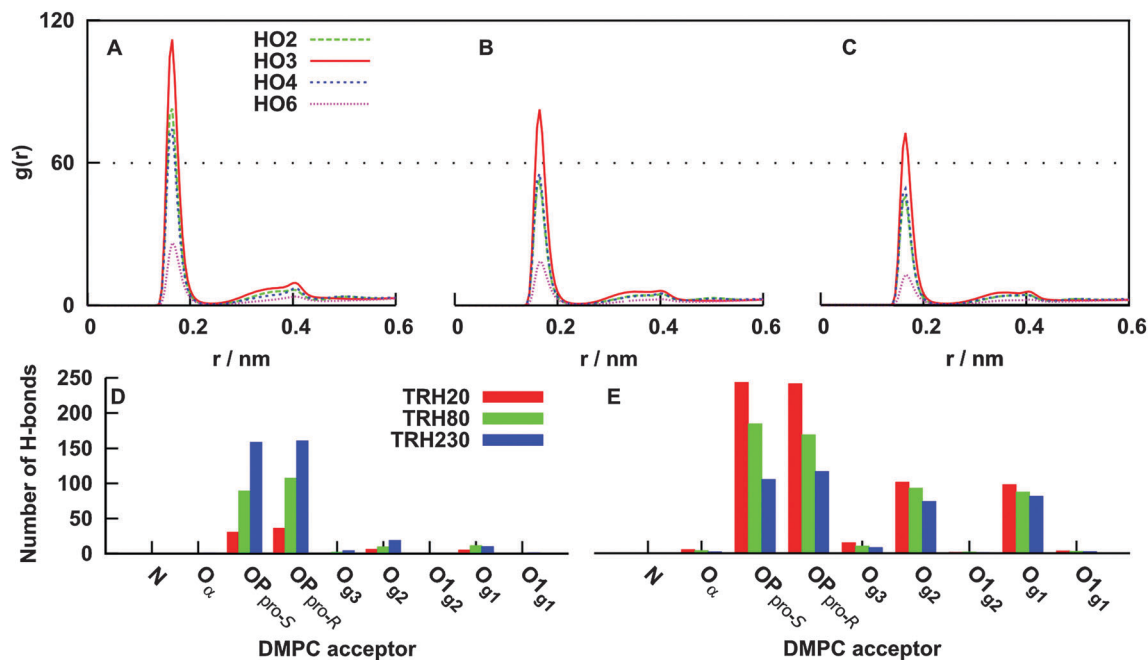 120
A
B
C
HO2
HO3
HO4
HO6
60
g(r)
0
0 0.2 0.4 0.6
0 0.2 0.4 0.6
0 0.2 0.4 0.6
r / nm
r / nm
r / nm
250
D
TRH20
E
200
TRH80
150
TRH230
100
50
0
Number of H-bonds
N Oα OPpro-S OPpro-R Og3 Og2 O1g2 Og1 O1g1
N Oα OPpro-S OPpro-R Og3 Og2 O1g2 Og1 O1g1
DMPC acceptor
DMPC acceptor